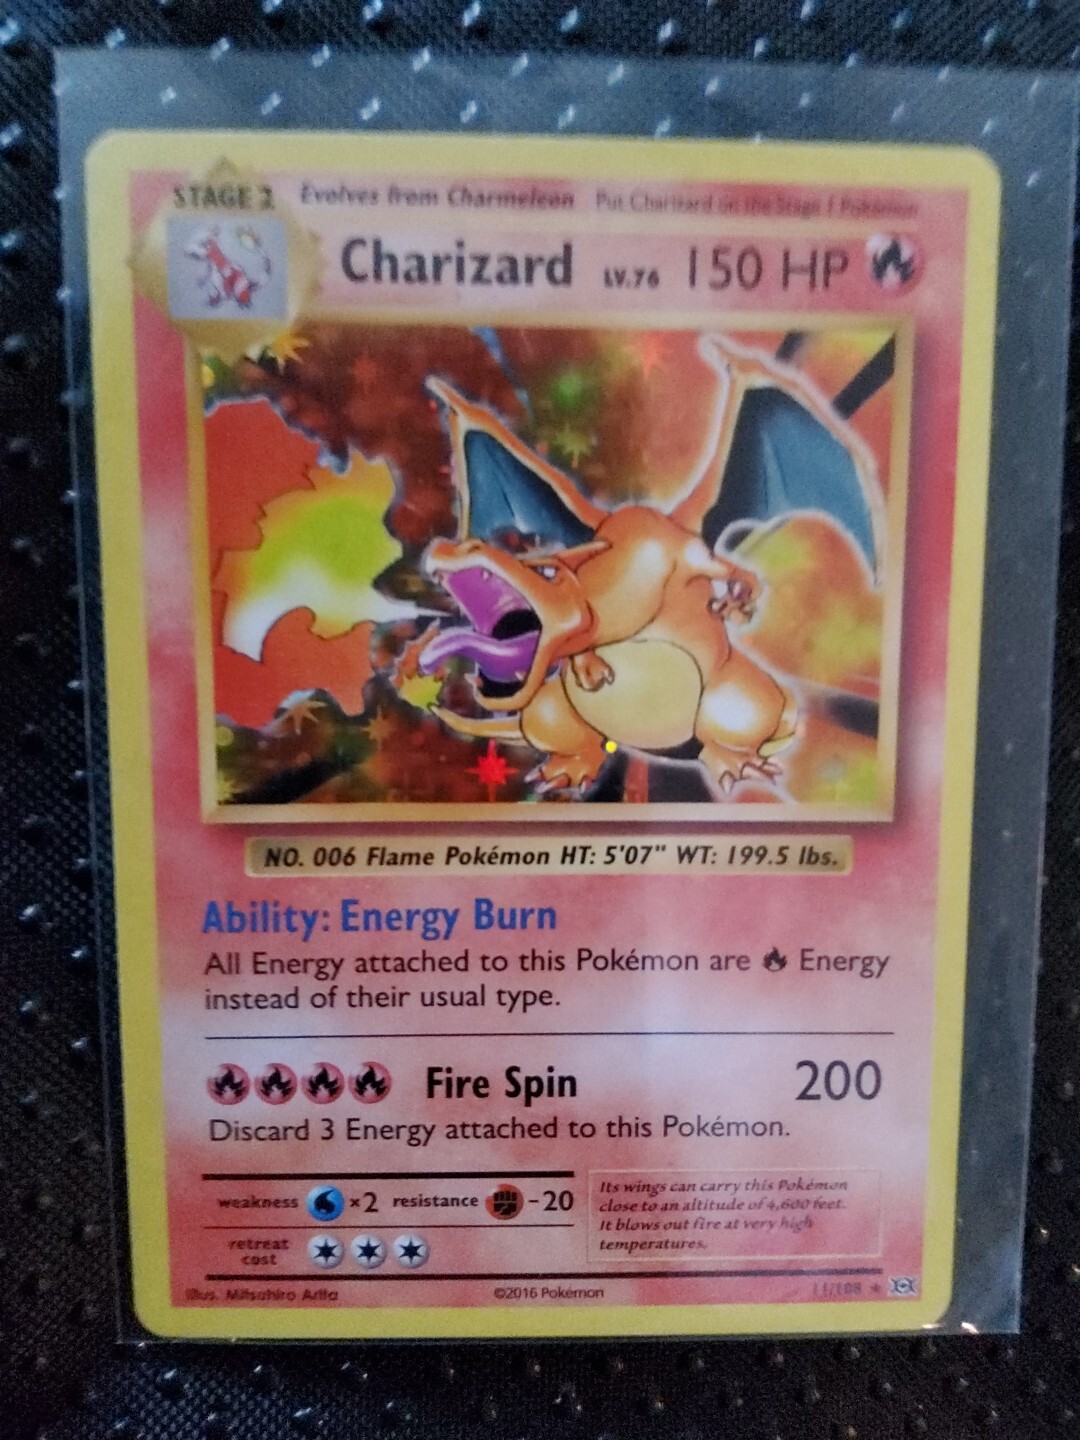 STAGE 2 Evolves from Charmeleon Put Charizard on the Stage 1 Pokémon
Charizard LV.76 150 HP
NO. 006 Flame Pokémon HT: 5'07" WT: 199.5 lbs.
Ability: Energy Burn
All Energy attached to this Pokémon are Energy
instead of their usual type.
Fire Spin 200
Discard 3 Energy attached to this Pokémon.
weakness ×2 resistance -20
retreat
cost
Its wings can carry this Pokémon
close to an altitude of 4,600 feet.
It blows out fire at very high
temperatures.
Illus. Mitsuhiro Arita ©2016 Pokémon 11/108